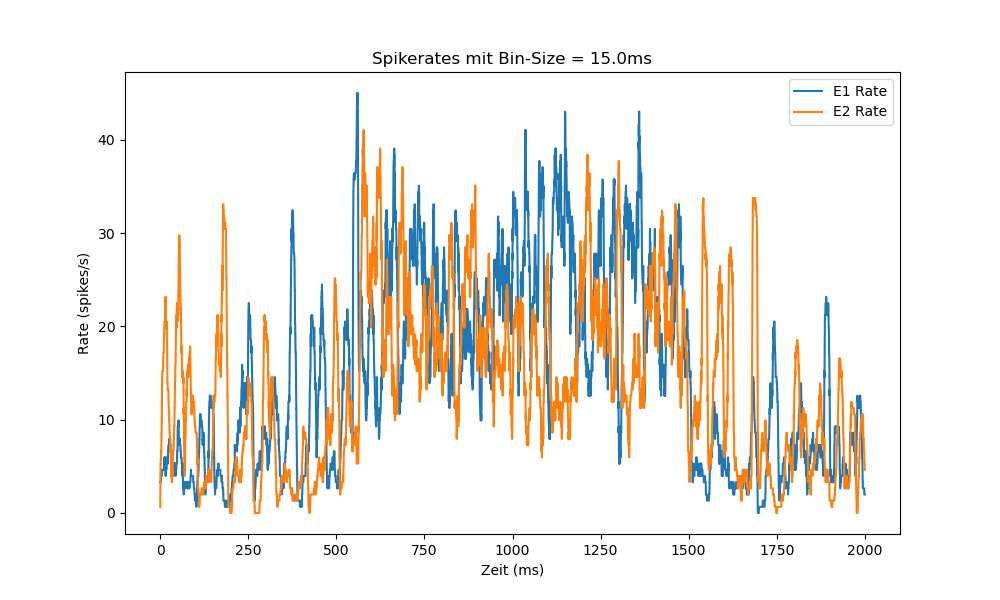 Spikerates mit Bin-Size = 15.0ms
E1 Rate
E2 Rate
Rate (spikes/s)
40
30
20
10
0
0 250 500 750 1000 1250 1500 1750 2000
Zeit (ms)